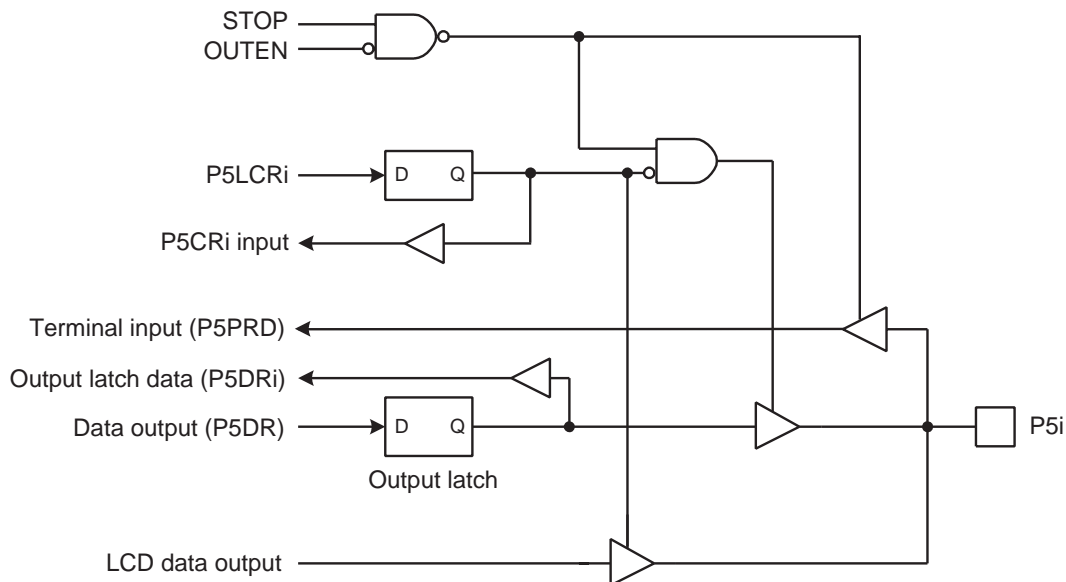 STOP
OUTEN
P5LCRi
D Q
P5CRi input
Terminal input (P5PRD)
Output latch data (P5DRi)
Data output (P5DR)
D Q
P5i
Output latch
LCD data output